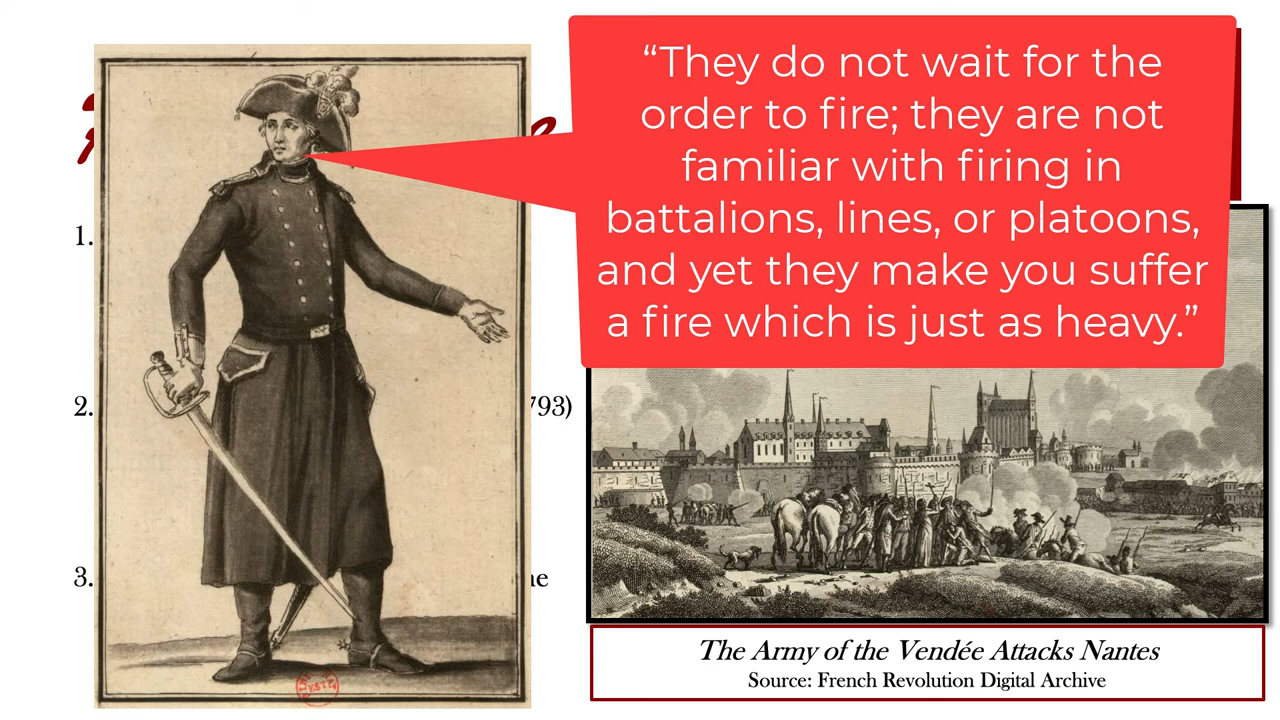 “They do not wait for the
order to fire; they are not
familiar with firing in
battalions, lines, or platoons,
and yet they make you suffer
a fire which is just as heavy.”
1.
2.
793)
3.
ne
The Army of the Vendée Attacks Nantes
Source: French Revolution Digital Archive